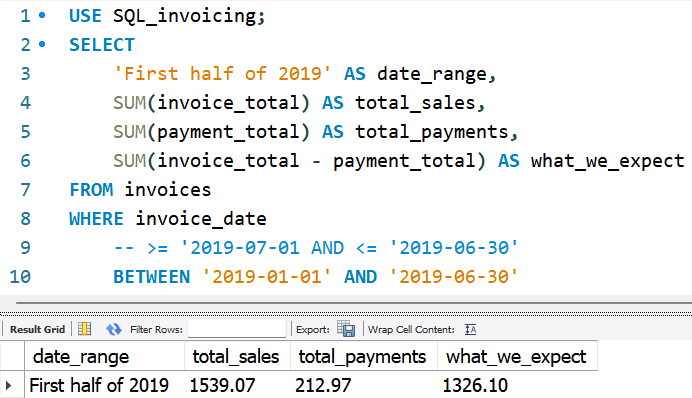 1 USE SQL_invoicing;
2 SELECT
3 'First half of 2019' AS date_range,
4 SUM(invoice_total) AS total_sales,
5 SUM(payment_total) AS total_payments,
6 SUM(invoice_total - payment_total) AS what_we_expect
7 FROM invoices
8 WHERE invoice_date
9 -- >= '2019-07-01 AND <= '2019-06-30'
10 BETWEEN '2019-01-01' AND '2019-06-30'
Result Grid Filter Rows: Export: Wrap Cell Content: IA
date_range total_sales total_payments what_we_expect
First half of 2019 1539.07 212.97 1326.10